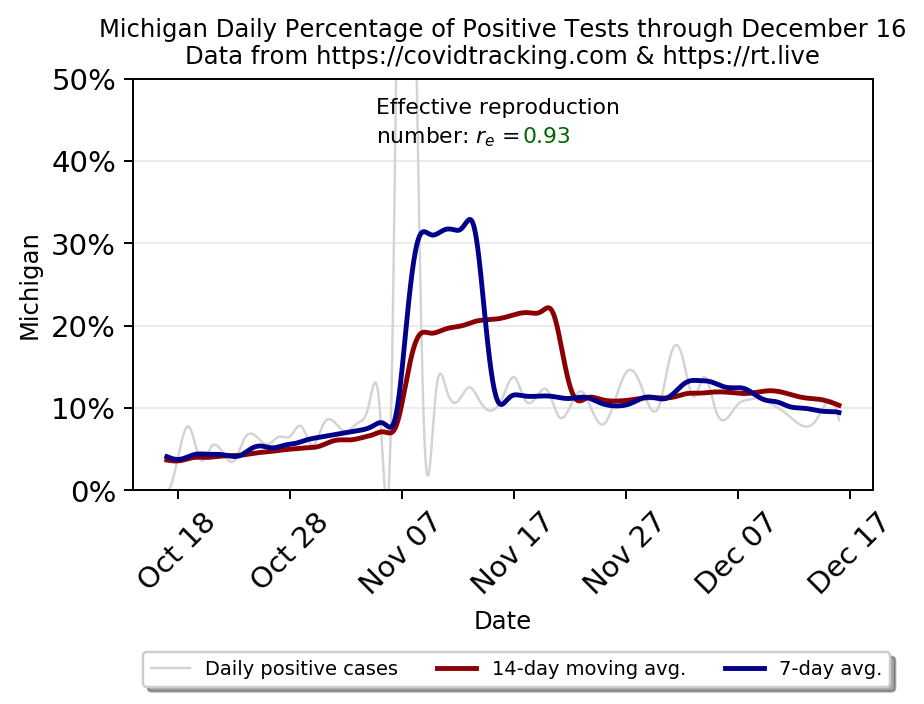 Michigan Daily Percentage of Positive Tests through December 16
Data from https://covidtracking.com & https://rt.live
50%
40%
30%
20%
10%
0%
Michigan
Effective reproduction
number: rₑ =0.93
Oct 18
Oct 28
Nov 07
Nov 17
Nov 27
Dec 07
Dec 17
Date
Daily positive cases
14-day moving avg.
7-day avg.